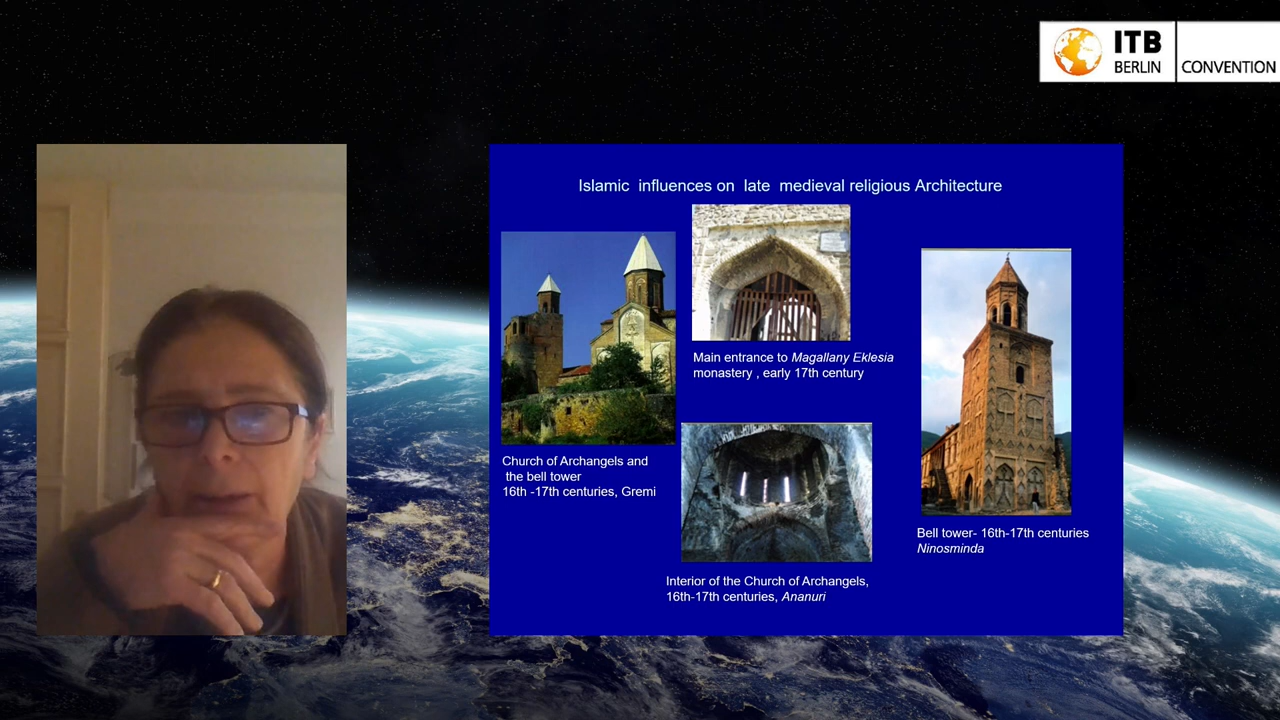 ITB
BERLIN
CONVENTION
Islamic influences on late medieval religious Architecture
Main entrance to Magallany Eklesia
monastery , early 17th century
Church of Archangels and
the bell tower
16th -17th centuries, Gremi
Bell tower- 16th-17th centuries
Ninosminda
Interior of the Church of Archangels,
16th-17th centuries, Ananuri